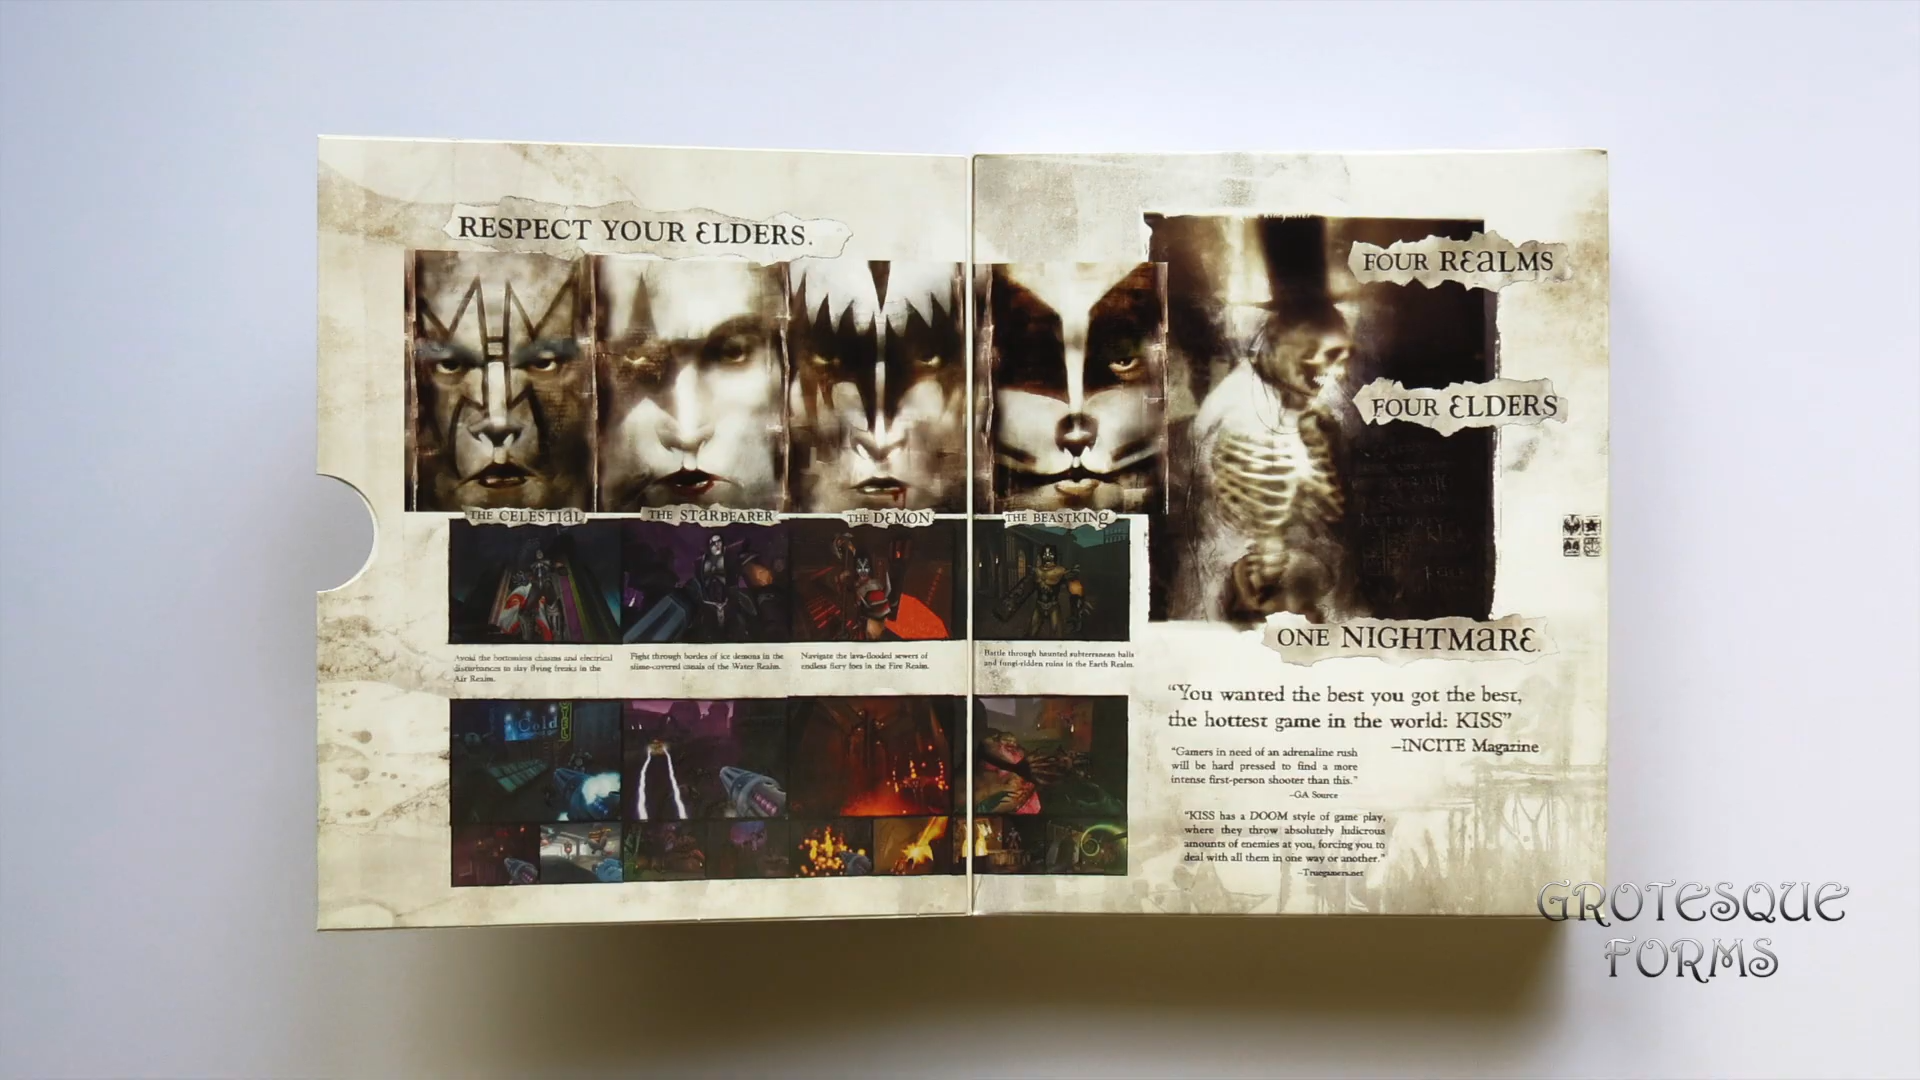 RESPECT YOUR ELDERS.
THE CELESTIAL
THE STARBEARER
THE DEMON
THE BEASTKING
Avoid the bottomless chasms and electrical
disturbances to slay flying freaks in the
Air Realm.
Fight through hordes of ice demons in the
slime-covered canals of the Water Realm.
Navigate the lava-flooded sewers of
endless fiery foes in the Fire Realm.
Battle through haunted subterranean halls
and fungi-ridden ruins in the Earth Realm.
Cold
FOUR REALMS
FOUR ELDERS
ONE NIGHTMARE.
“You wanted the best you got the best,
the hottest game in the world: KISS”
–INCITE Magazine
“Gamers in need of an adrenaline rush
will be hard pressed to find a more
intense first-person shooter than this.”
–GA Source
“KISS has a DOOM style of game play,
where they throw absolutely ludicrous
amounts of enemies at you, forcing you to
deal with all them in one way or another.”
–Truegamers.net
GROTESQUE
FORMS